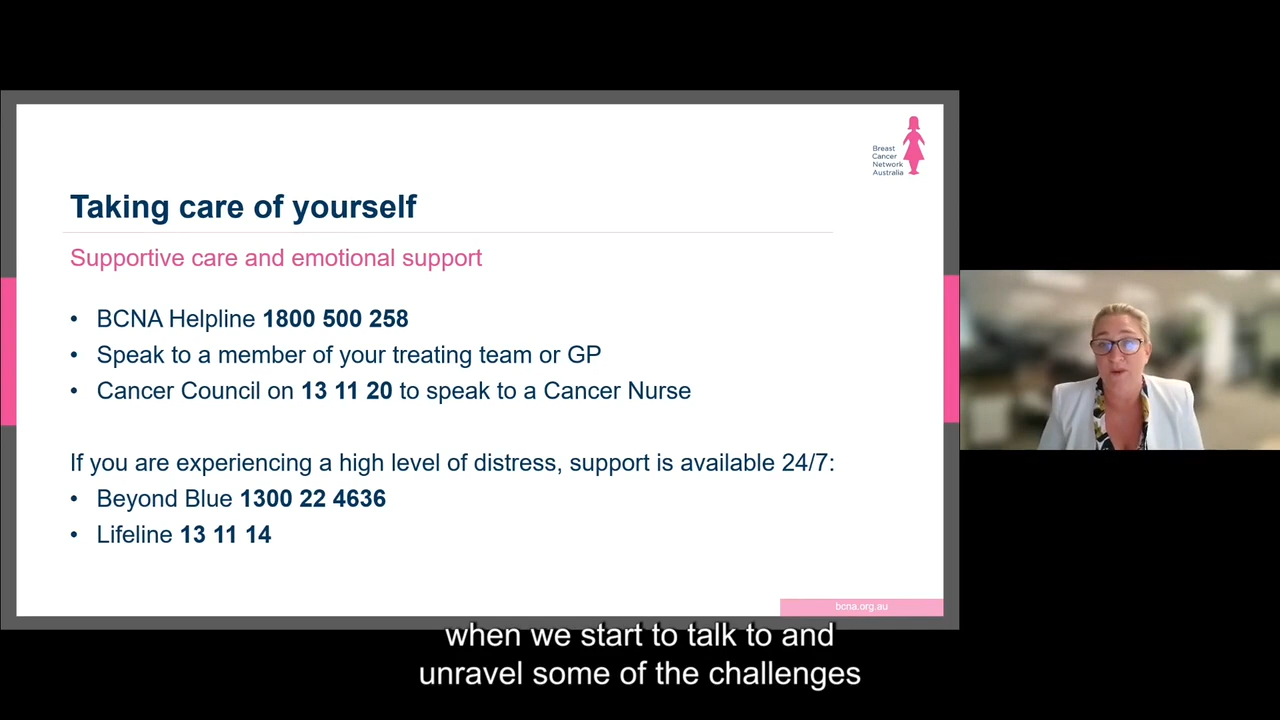 Breast
Cancer
Network
Australia
Taking care of yourself
Supportive care and emotional support
• BCNA Helpline 1800 500 258
• Speak to a member of your treating team or GP
• Cancer Council on 13 11 20 to speak to a Cancer Nurse
If you are experiencing a high level of distress, support is available 24/7:
• Beyond Blue 1300 22 4636
• Lifeline 13 11 14
bcna.org.au
when we start to talk to and
unravel some of the challenges